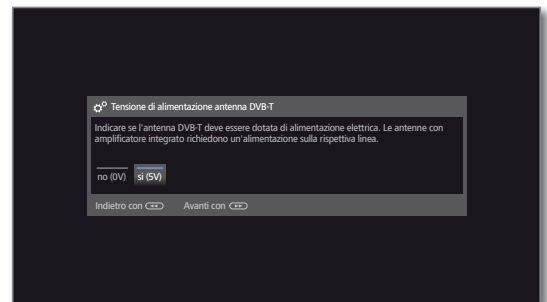 Tensione di alimentazione antenna DVB-T
Indicare se l'antenna DVB-T deve essere dotata di alimentazione elettrica. Le antenne con
amplificatore integrato richiedono un'alimentazione sulla rispettiva linea.
no (0V) si (5V)
Indietro con Avanti con